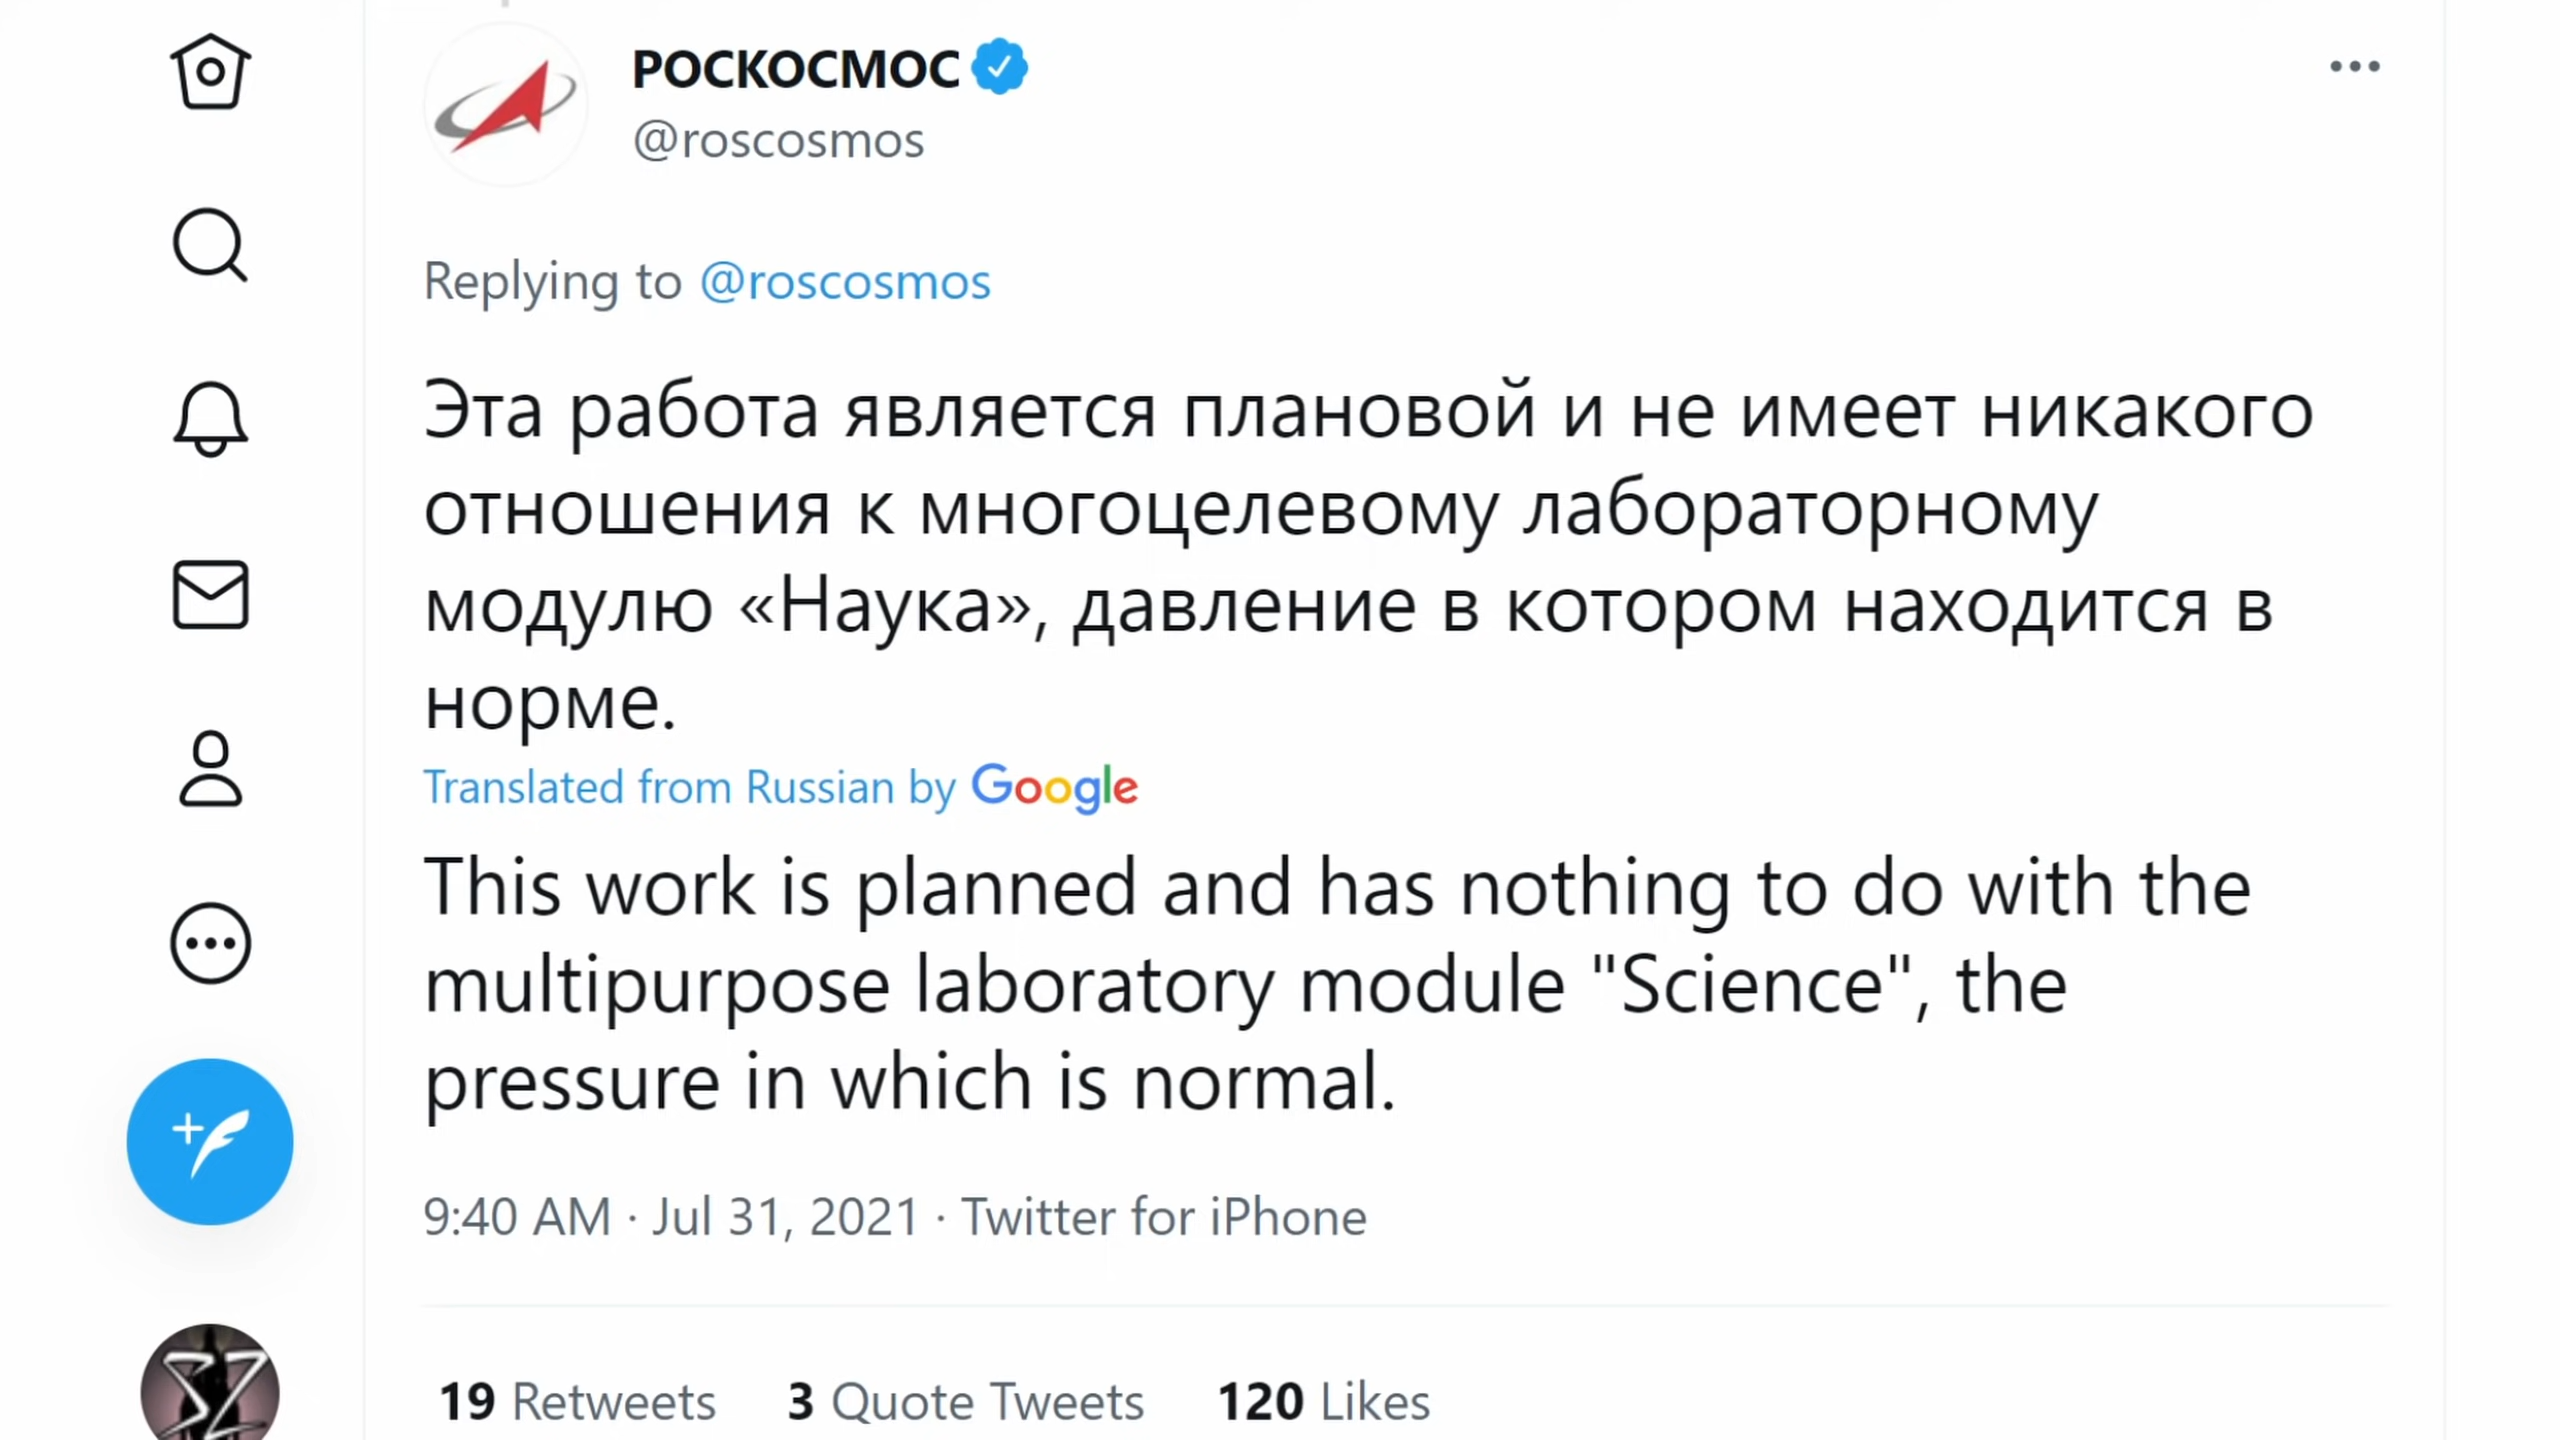 РОСКОСМОС
@roscosmos
Replying to @roscosmos
Эта работа является плановой и не имеет никакого
отношения к многоцелевому лабораторному
модулю «Наука», давление в котором находится в
норме.
Translated from Russian by Google
This work is planned and has nothing to do with the
multipurpose laboratory module "Science", the
pressure in which is normal.
9:40 AM · Jul 31, 2021 · Twitter for iPhone
19 Retweets 3 Quote Tweets 120 Likes